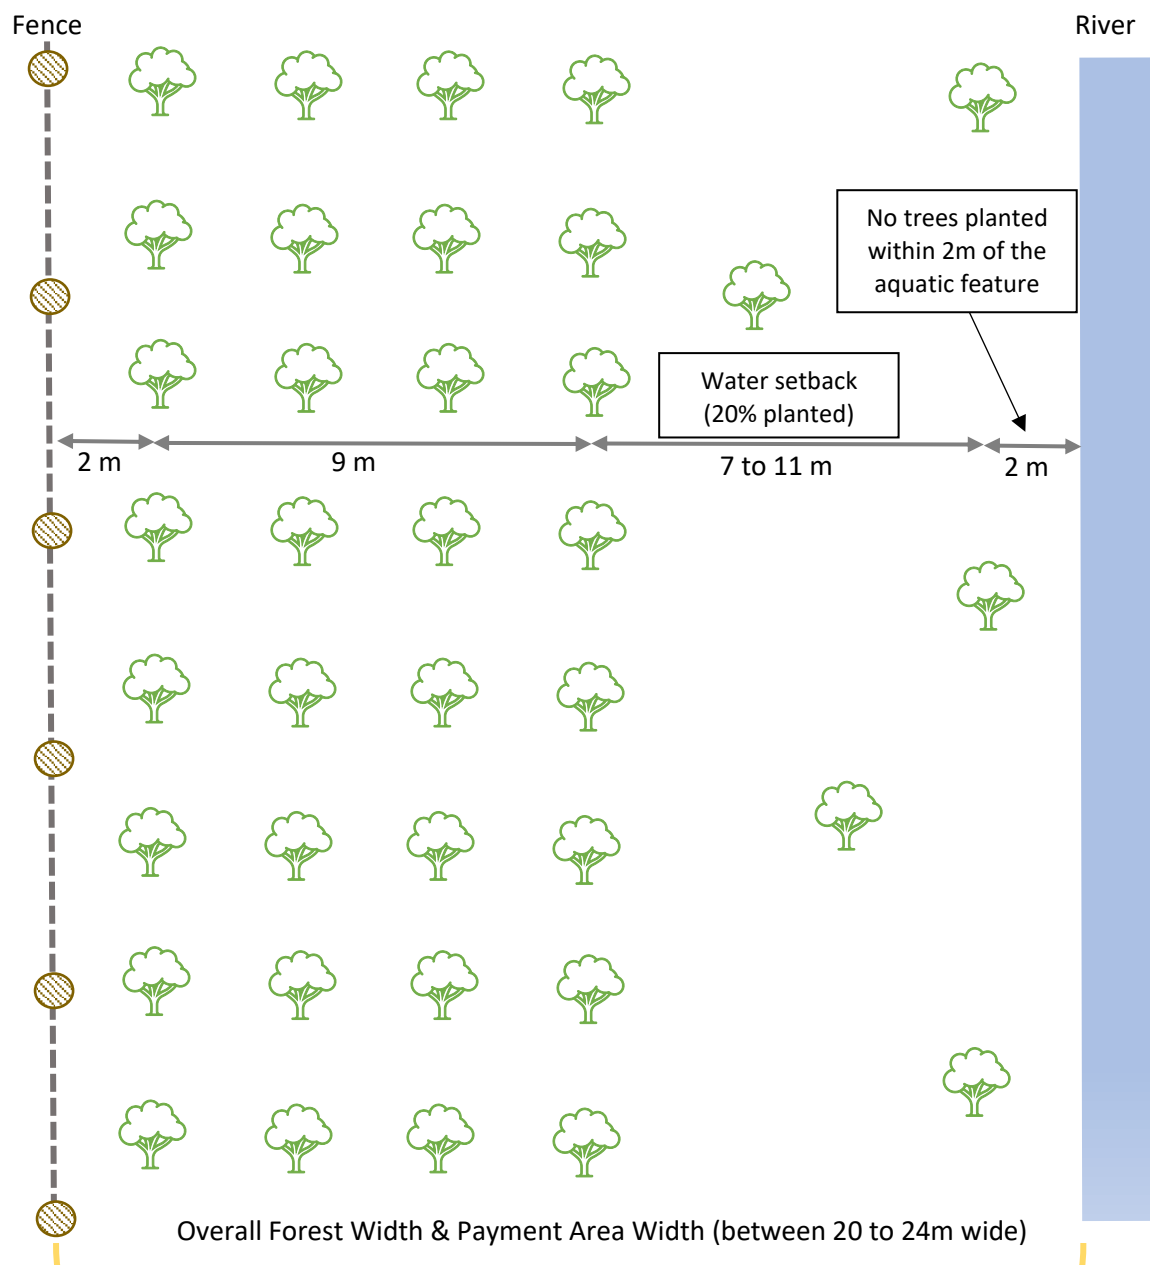 Fence
River
No trees planted
within 2m of the
aquatic feature
Water setback
(20% planted)
2 m
9 m
7 to 11 m
2 m
Overall Forest Width & Payment Area Width (between 20 to 24m wide)